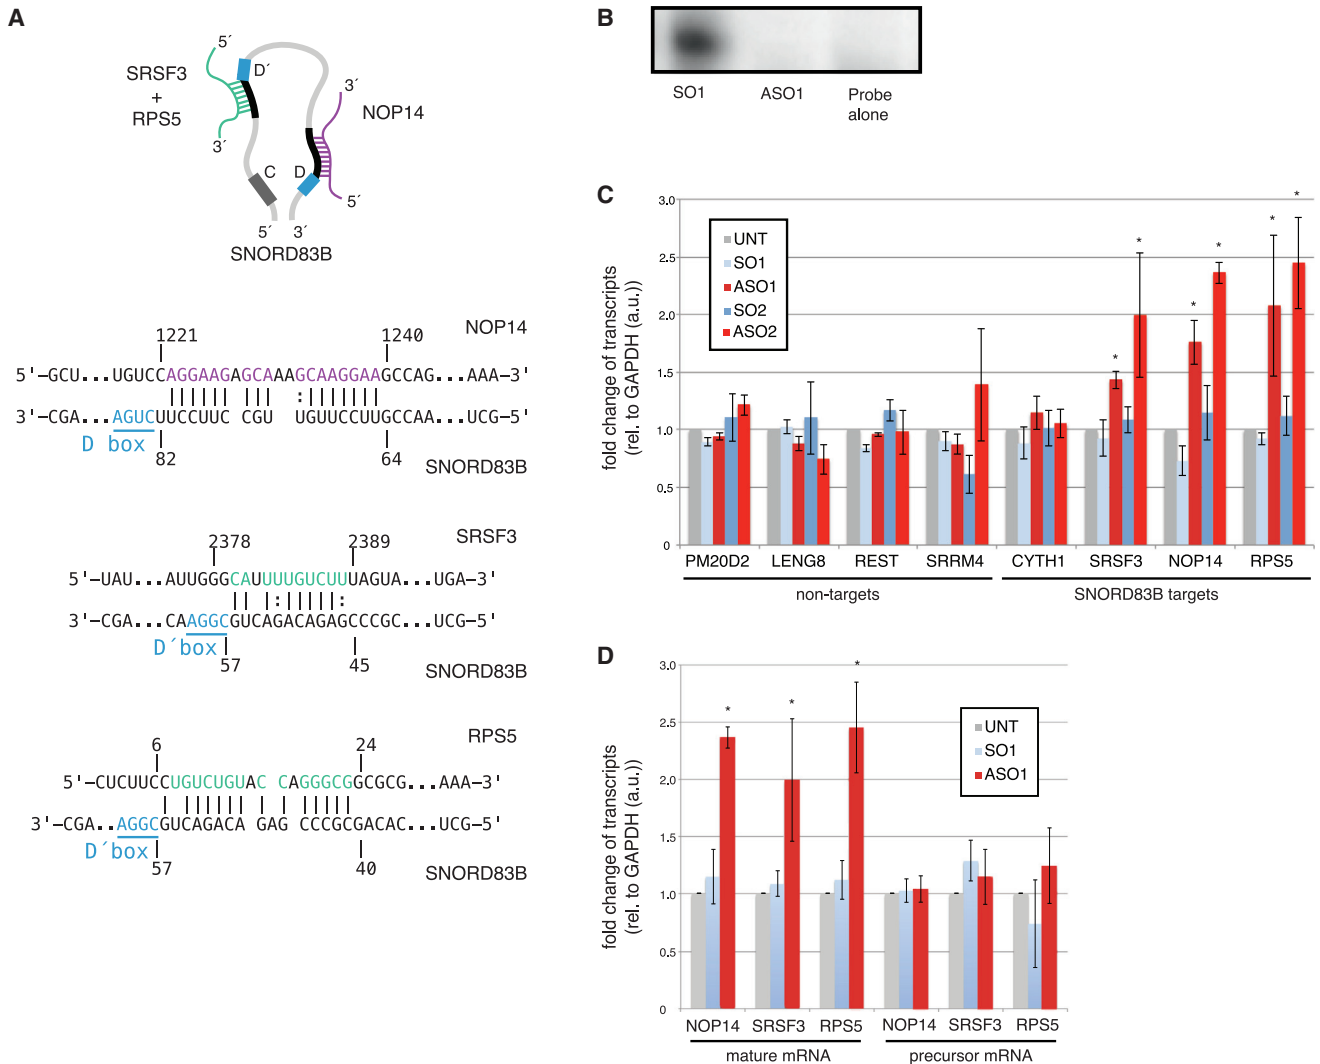 A
5´
D´
SRSF3
+
RPS5
3´
3´
NOP14
C
D
5´
5´
3´
SNORD83B
NOP14
1221
1240
5'-GCU...UGUCCAGGAAGAGCAAAGCAAGGAAGCCAG...AAA-3'
3'-CGA...AGUCUUCCUUC CGU UGUUCCUUGCCAA...UCG-5'
D box
82
64
SNORD83B
SRSF3
2378
2389
5'-UAU...AUUGGGCAUUUUGUCUUUAGUA...UGA-3'
3'-CGA...CAAGGCGUCAGACAGAGCCCGC...UCG-5'
D´box
57
45
SNORD83B
RPS5
6
24
5'-CUCUUCCUGUCUGUAC CAGGGCGGCGCG...AAA-3'
3'-CGA..AGGCGUCAGACA GAG CCCGCGACAC...UCG-5'
D´box
57
40
SNORD83B
B
SO1
ASO1
Probe
alone
C
fold change of transcripts
(rel. to GAPDH (a.u.))
3.0
2.5
2.0
1.5
1.0
0.5
0
UNT
SO1
ASO1
SO2
ASO2
* * * * * *
PM20D2
LENG8
REST
SRRM4
CYTH1
SRSF3
NOP14
RPS5
non-targets
SNORD83B targets
D
fold change of transcripts
(rel. to GAPDH (a.u.))
3.0
2.5
2.0
1.5
1.0
0.5
0
UNT
SO1
ASO1
* * *
NOP14
SRSF3
RPS5
NOP14
SRSF3
RPS5
mature mRNA
precursor mRNA